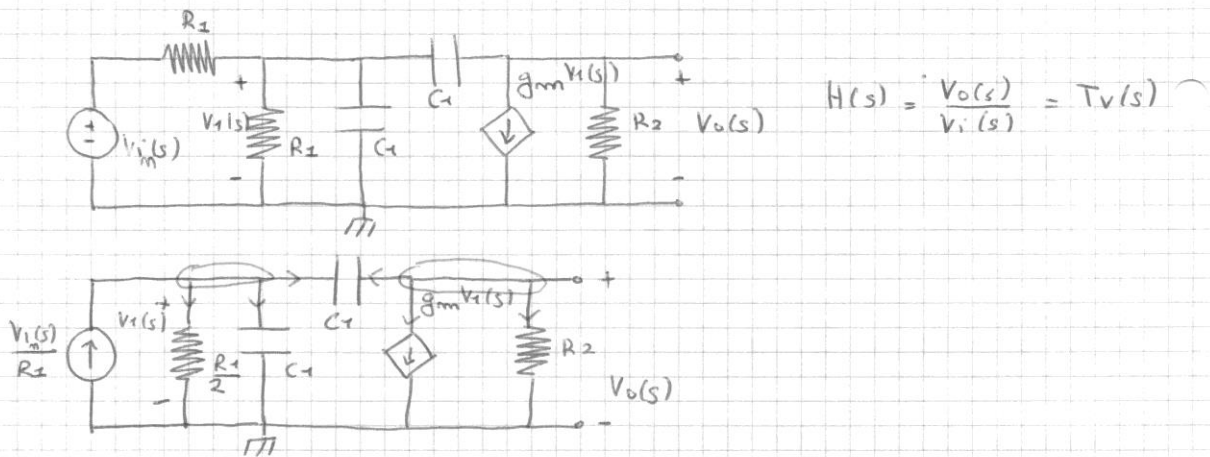 R1
+
V1(s)
-
Vin(s)
R1
C1
C1
gm V1(s)
R2
+
V0(s)
-
H(s) = V0(s) / Vi(s) = Tv(s)
Vin(s) / R1
+
V1(s)
-
R1 / 2
C1
C1
gm V1(s)
R2
+
V0(s)
-